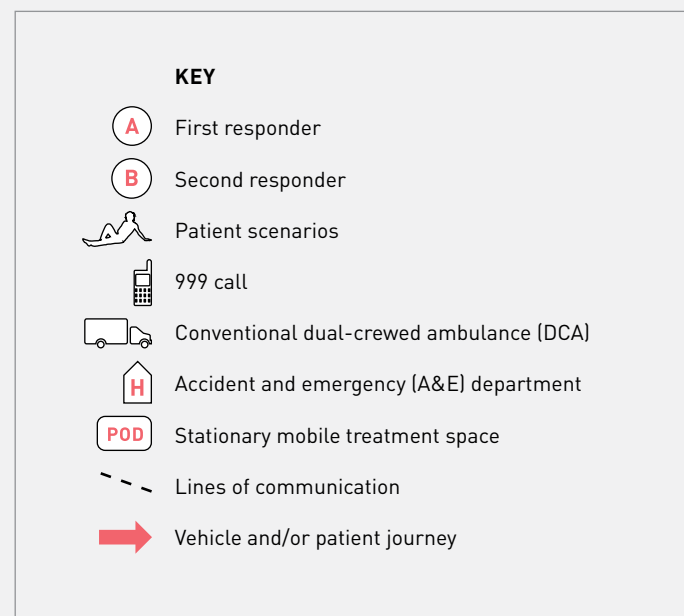 KEY
A First responder
B Second responder
Patient scenarios
999 call
Conventional dual-crewed ambulance (DCA)
H Accident and emergency (A&E) department
POD Stationary mobile treatment space
Lines of communication
Vehicle and/or patient journey